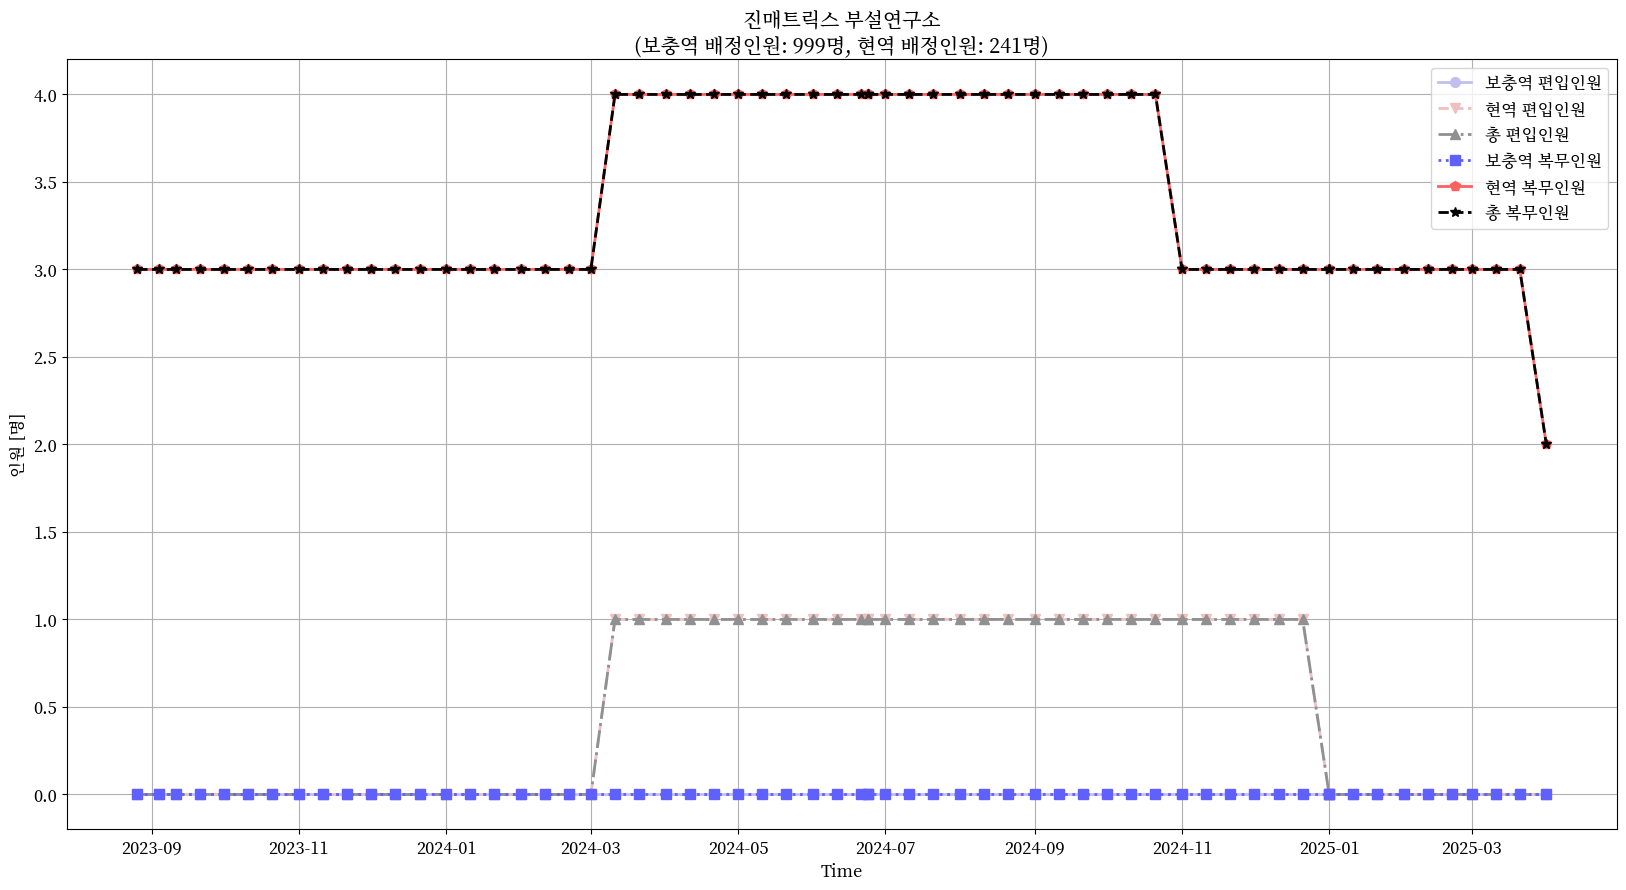 진매트릭스 부설연구소
(보충역 배정인원: 999명, 현역 배정인원: 241명)
보충역 편입인원
현역 편입인원
총 편입인원
보충역 복무인원
현역 복무인원
총 복무인원
4.0
3.5
3.0
2.5
2.0
1.5
1.0
0.5
0.0
인원 [명]
2023-09 2023-11 2024-01 2024-03 2024-05 2024-07 2024-09 2024-11 2025-01 2025-03
Time